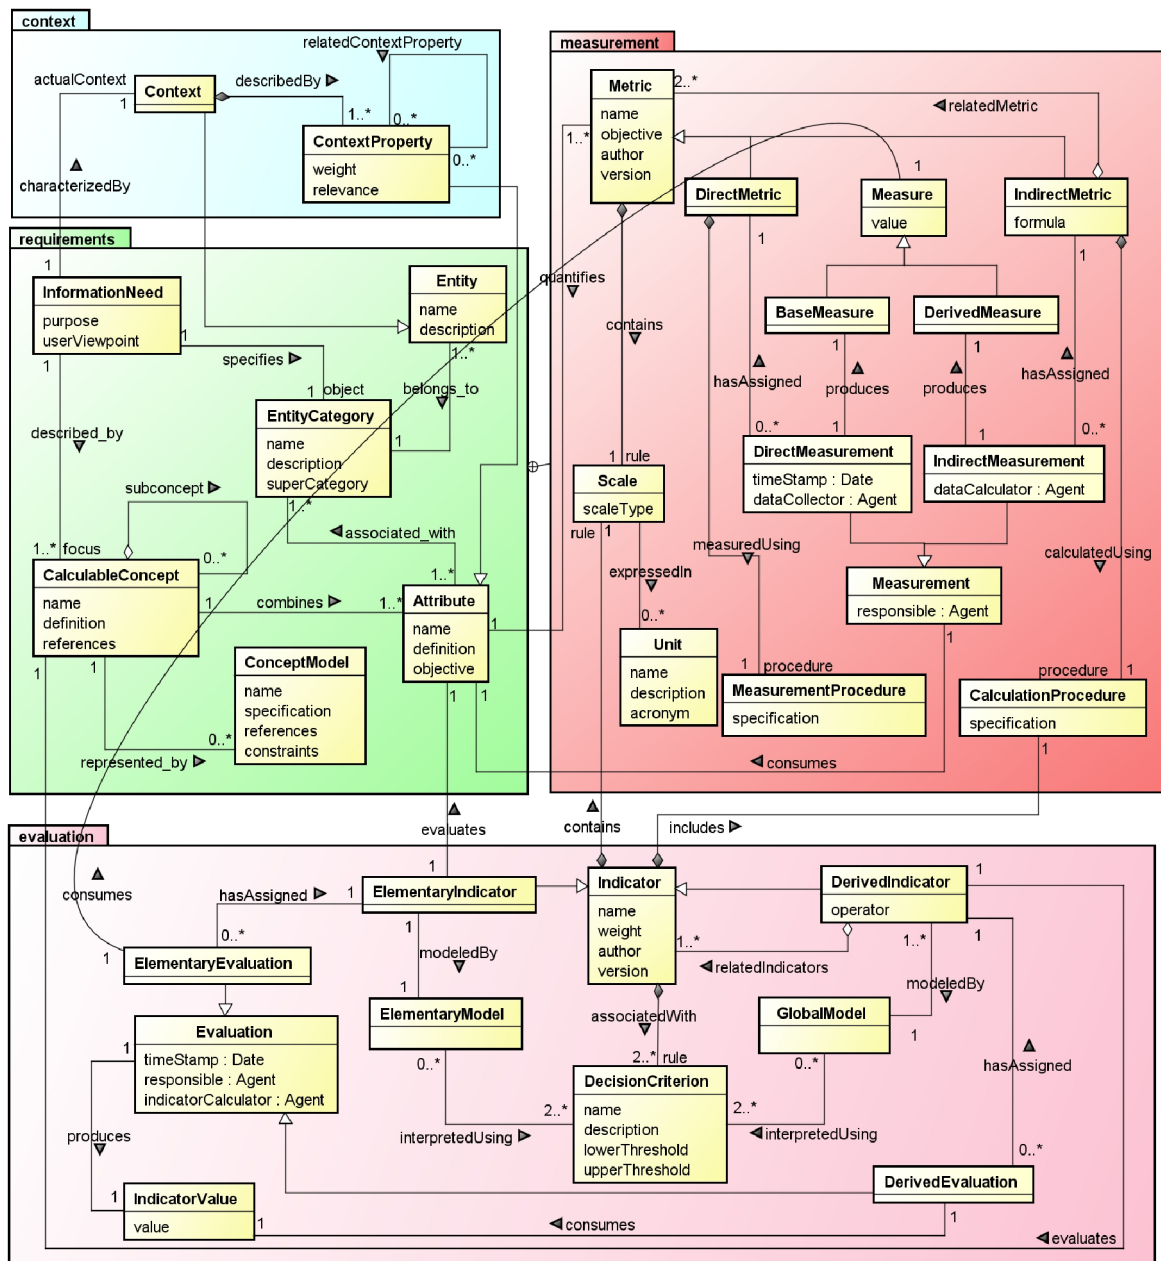 context
relatedContextProperty
actualContext
Context
describedBy
1
1..*
0..*
ContextProperty
weight
relevance
0..*
characterizedBy
1
measurement
Metric
name
objective
author
version
2..*
relatedMetric
1..*
DirectMetric
1
Measure
value
IndirectMetric
formula
1
1
quantifies
contains
BaseMeasure
DerivedMeasure
1
1
hasAssigned
produces
produces
hasAssigned
0..*
1
1
0..*
DirectMeasurement
timeStamp : Date
dataCollector : Agent
IndirectMeasurement
dataCalculator : Agent
1
rule
Scale
scaleType
rule
1
measuredUsing
expressedIn
calculatedUsing
0..*
Measurement
responsible : Agent
1
Unit
name
description
acronym
1
procedure
MeasurementProcedure
specification
procedure
1
CalculationProcedure
specification
1
consumes
requirements
InformationNeed
purpose
userViewpoint
1
1
specifies
Entity
name
description
1..*
1
object
belongs_to
EntityCategory
name
description
superCategory
1
1..*
described_by
subconcept
associated_with
1..*
focus
0..*
1..*
CalculableConcept
name
definition
references
1
combines
1..*
Attribute
name
definition
objective
1
1
1
1
1
ConceptModel
name
specification
references
constraints
0..*
represented_by
evaluates
contains
includes
evaluation
consumes
hasAssigned
1
1
ElementaryIndicator
Indicator
name
weight
author
version
DerivedIndicator
operator
1
0..*
1
modeledBy
1..*
1..*
1
relatedIndicators
modeledBy
1
ElementaryEvaluation
1
ElementaryModel
associatedWith
GlobalModel
1
Evaluation
timeStamp : Date
responsible : Agent
indicatorCalculator : Agent
1
0..*
2..*
rule
0..*
hasAssigned
DecisionCriterion
name
description
lowerThreshold
upperThreshold
2..*
2..*
interpretedUsing
interpretedUsing
produces
0..*
1
IndicatorValue
value
DerivedEvaluation
1
consumes
1
evaluates